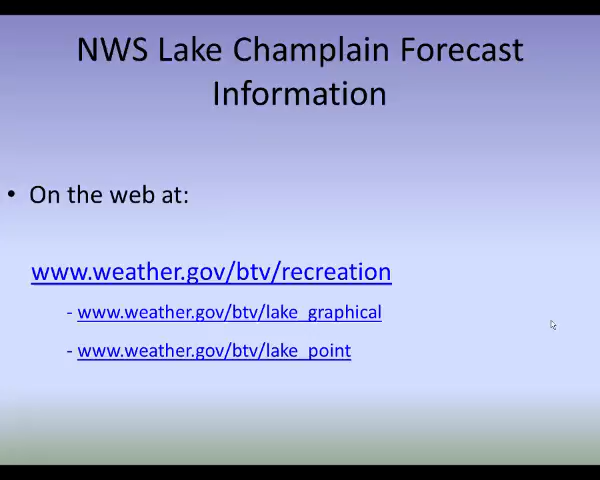 NWS Lake Champlain Forecast
Information
• On the web at:
www.weather.gov/btv/recreation
- www.weather.gov/btv/lake_graphical
- www.weather.gov/btv/lake_point